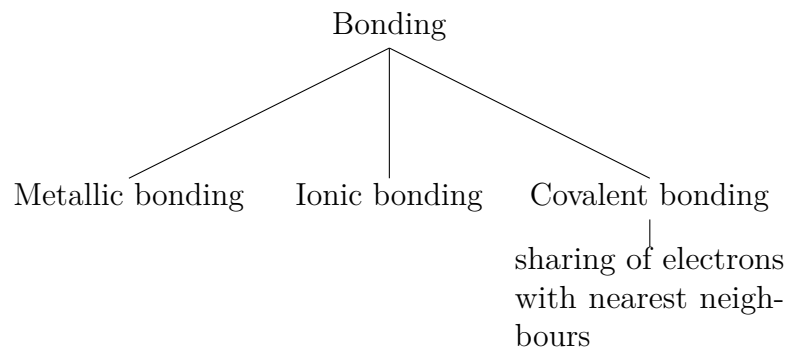 Bonding
Metallic bonding
Ionic bonding
Covalent bonding
sharing of electrons
with nearest neigh-
bours